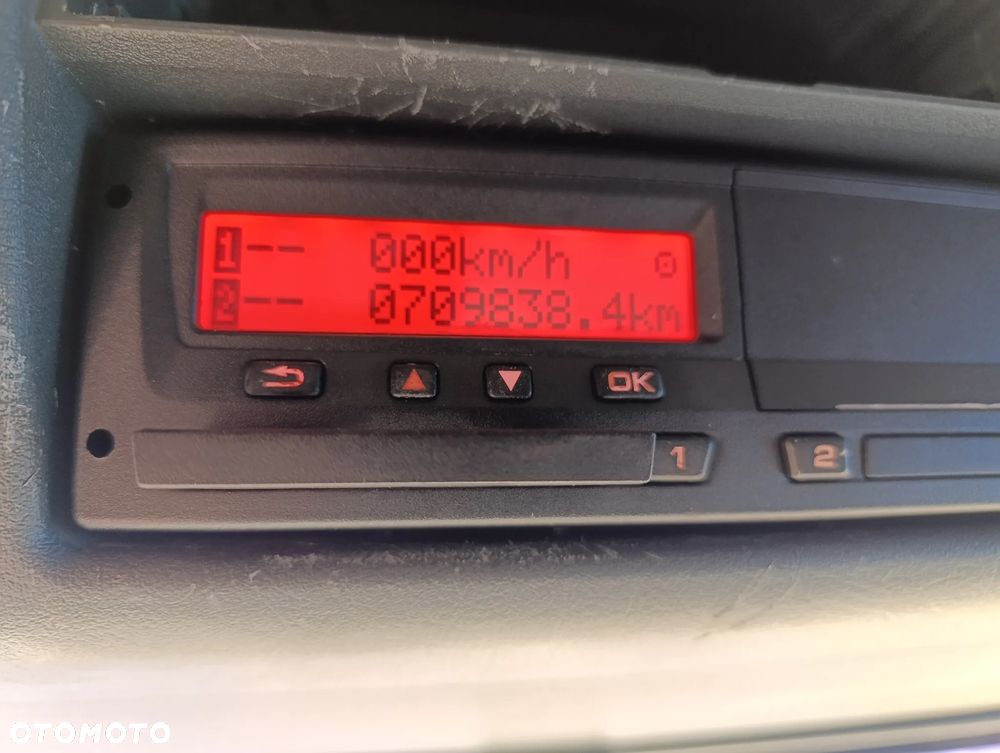 1 -- 000km/h o
2 -- 0709838.4km
OK
1 2
OTOMOTO